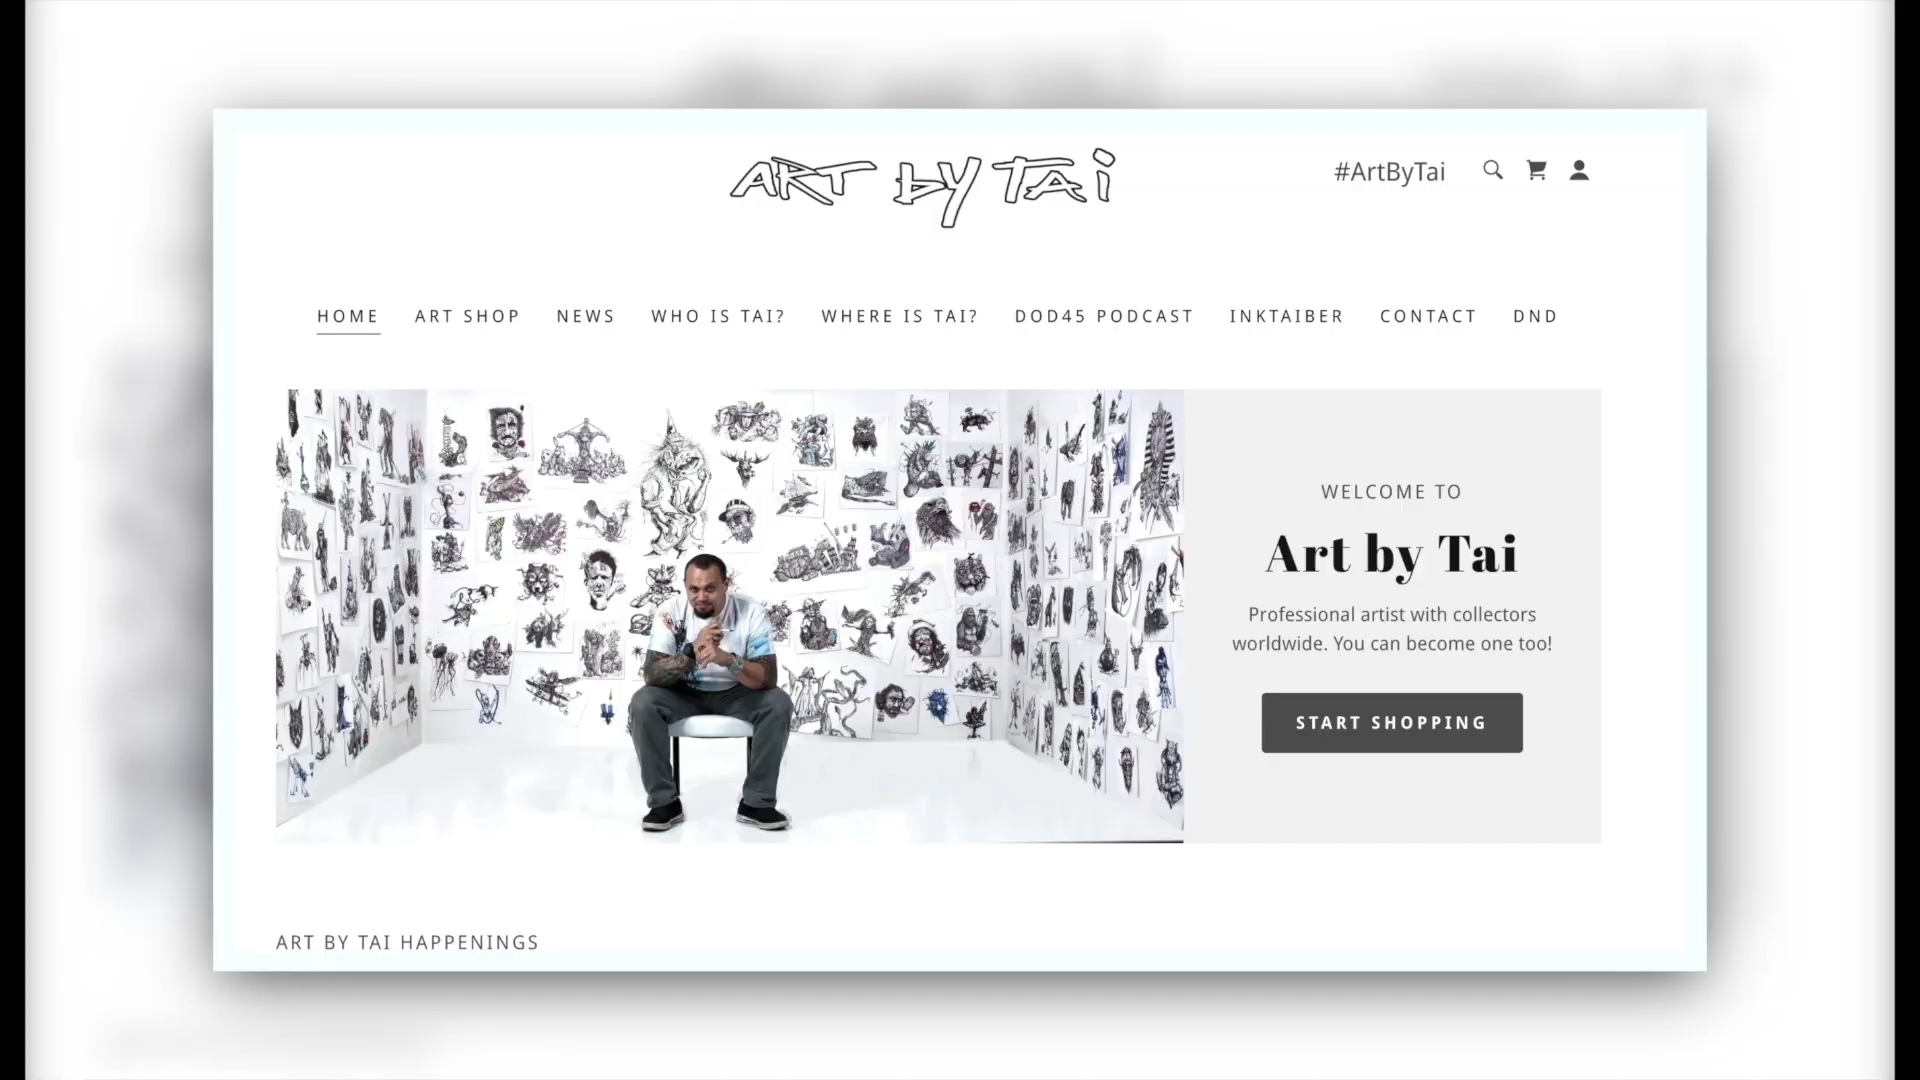 ART by TAi
#ArtByTai
HOME ART SHOP NEWS WHO IS TAI? WHERE IS TAI? DOD45 PODCAST INKTAIBER CONTACT DND
WELCOME TO
Art by Tai
Professional artist with collectors
worldwide. You can become one too!
START SHOPPING
ART BY TAI HAPPENINGS